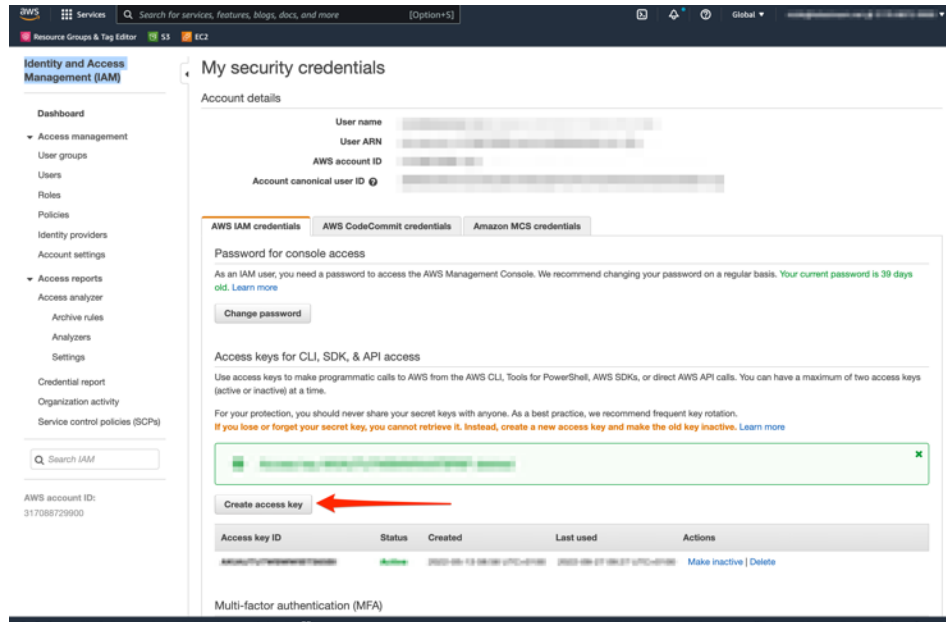 aws Services Search for services, features, blogs, docs, and more [Option+S] Global
Resource Groups & Tag Editor S3 EC2
Identity and Access
Management (IAM)
Dashboard
Access management
User groups
Users
Roles
Policies
Identity providers
Account settings
Access reports
Access analyzer
Archive rules
Analyzers
Settings
Credential report
Organization activity
Service control policies (SCPs)
Search IAM
AWS account ID:
317088729900
My security credentials
Account details
User name
User ARN
AWS account ID
Account canonical user ID
AWS IAM credentials AWS CodeCommit credentials Amazon MCS credentials
Password for console access
As an IAM user, you need a password to access the AWS Management Console. We recommend changing your password on a regular basis. Your current password is 39 days
old. Learn more
Change password
Access keys for CLI, SDK, & API access
Use access keys to make programmatic calls to AWS from the AWS CLI, Tools for PowerShell, AWS SDKs, or direct AWS API calls. You can have a maximum of two access keys
(active or inactive) at a time.
For your protection, you should never share your secret keys with anyone. As a best practice, we recommend frequent key rotation.
If you lose or forget your secret key, you cannot retrieve it. Instead, create a new access key and make the old key inactive. Learn more
Create access key
Access key ID Status Created Last used Actions
Make inactive | Delete
Multi-factor authentication (MFA)